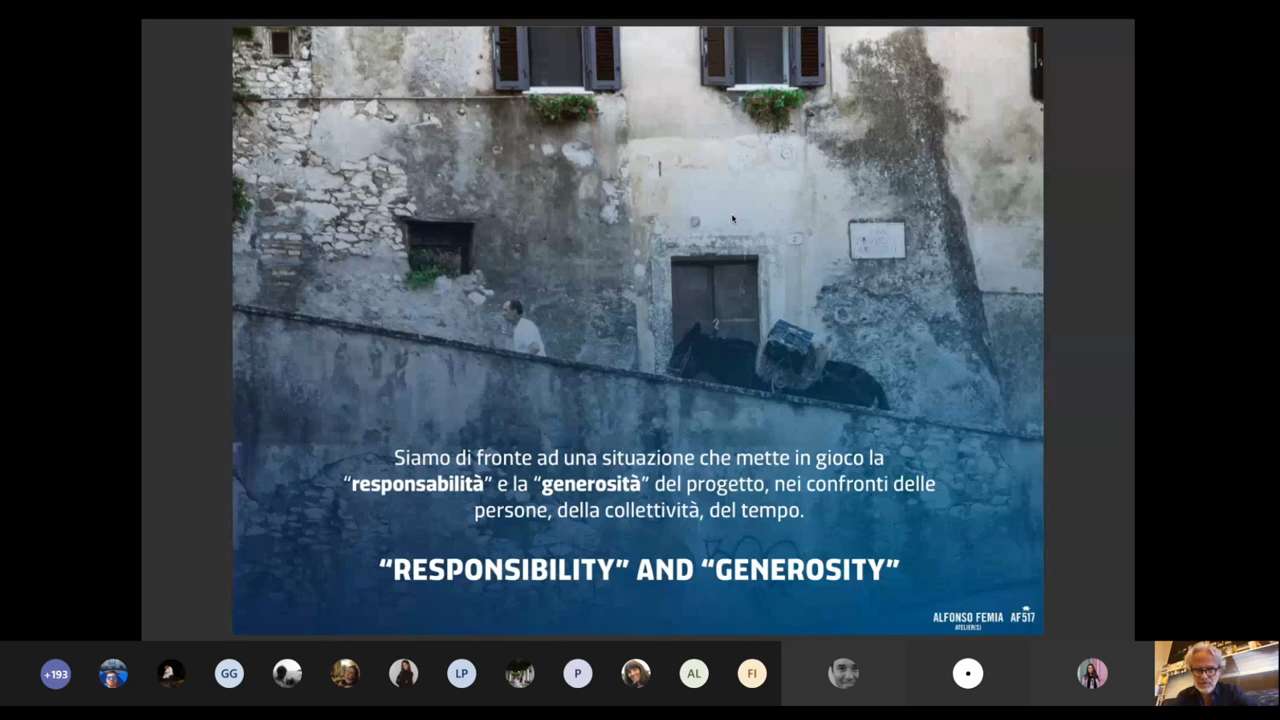 Siamo di fronte ad una situazione che mette in gioco la
“responsabilità” e la “generosità” del progetto, nei confronti delle
persone, della collettività, del tempo.
“RESPONSIBILITY” AND “GENEROSITY”
ALFONSO FEMIA AF517
ATELIER(S)
+193
GG
LP
P
AL
FI